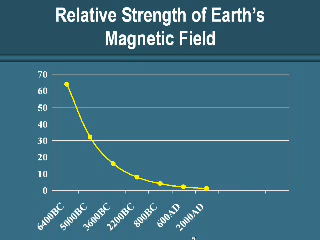 Relative Strength of Earth's
Magnetic Field
70
60
50
40
30
20
10
0
6400BC
5000BC
3600BC
2200BC
800BC
600AD
2000AD